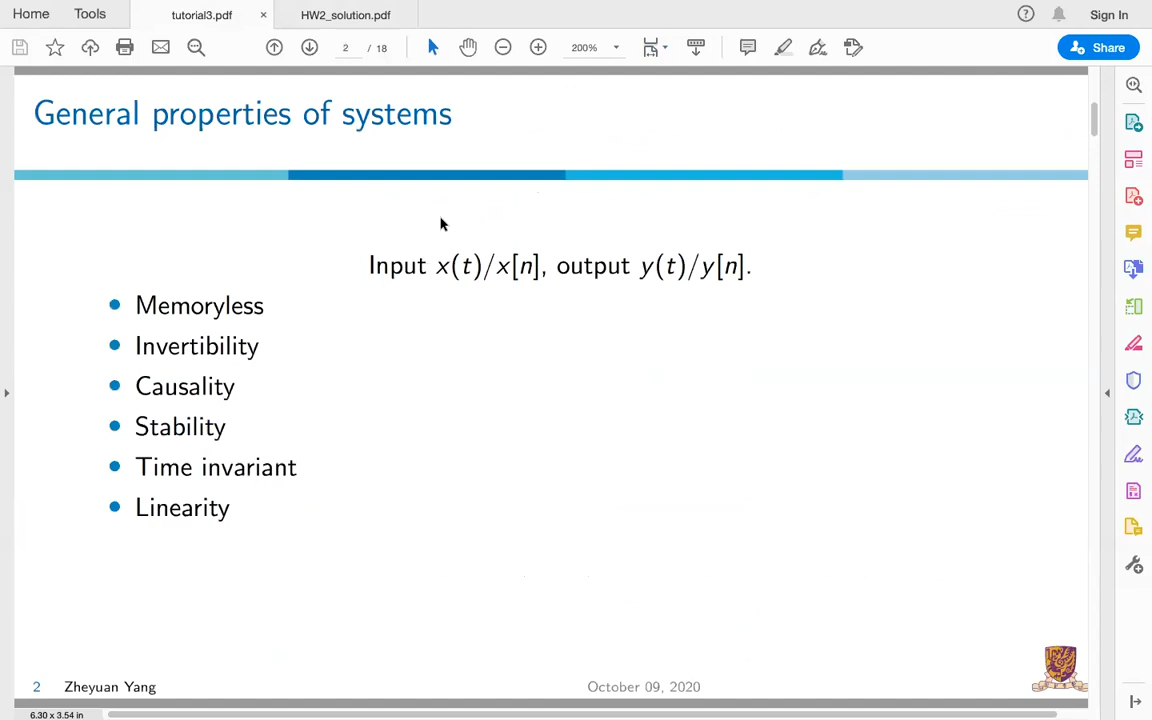 Home Tools tutorial3.pdf × HW2_solution.pdf Sign In
2 / 18 200% Share
General properties of systems
Input x(t)/x[n], output y(t)/y[n].
• Memoryless
• Invertibility
• Causality
• Stability
• Time invariant
• Linearity
2 Zheyuan Yang October 09, 2020
6.30 x 3.54 in